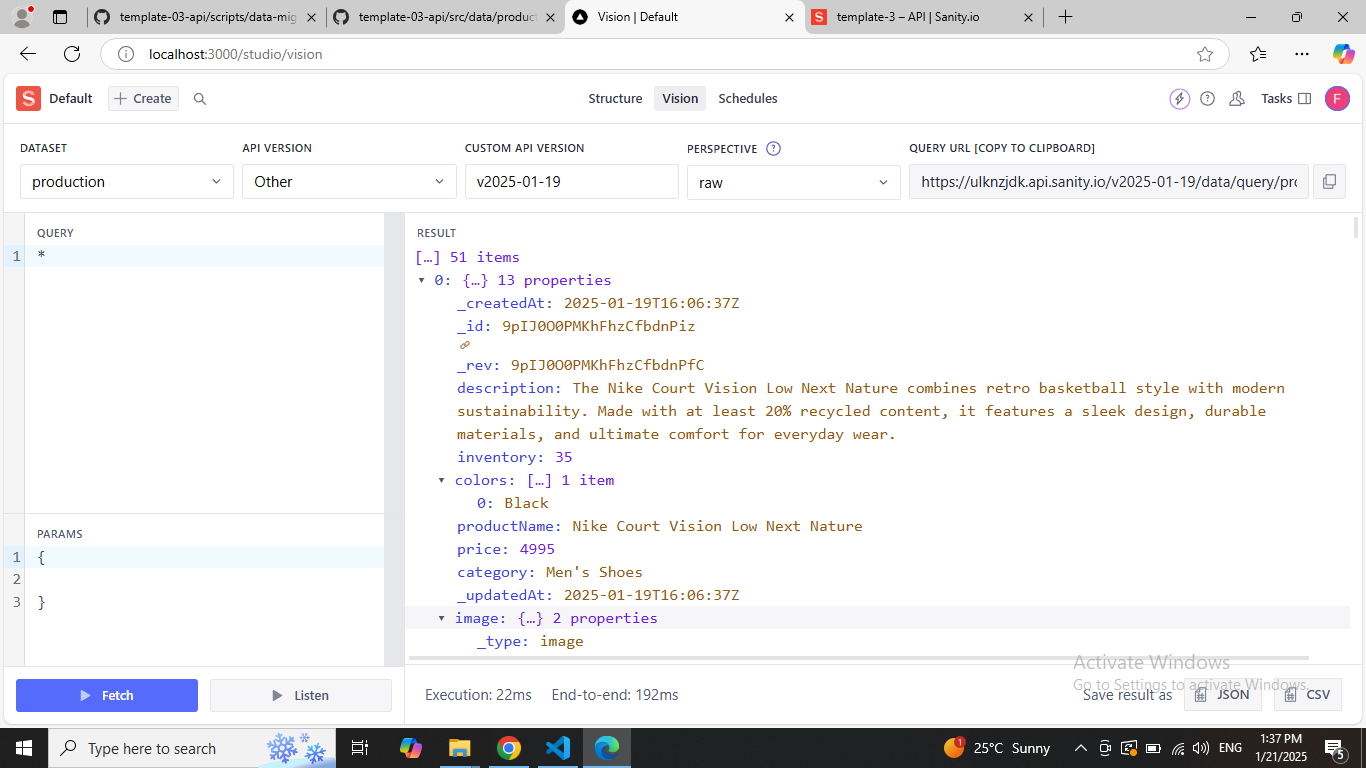 template-03-api/scripts/data-mig
template-03-api/src/data/product
Vision | Default
S template-3 – API | Sanity.io
localhost:3000/studio/vision
S Default
Create
Structure
Vision
Schedules
Tasks
F
DATASET
API VERSION
CUSTOM API VERSION
PERSPECTIVE ?
QUERY URL [COPY TO CLIPBOARD]
production
Other
v2025-01-19
raw
https://ulknzjdk.api.sanity.io/v2025-01-19/data/query/pro
QUERY
1 *
PARAMS
1 {
2
3 }
Fetch
Listen
RESULT
[…] 51 items
0: {…} 13 properties
_createdAt: 2025-01-19T16:06:37Z
_id: 9pIJ0O0PMKhFhzCfbdnPiz
_rev: 9pIJ0O0PMKhFhzCfbdnPfC
description: The Nike Court Vision Low Next Nature combines retro basketball style with modern
sustainability. Made with at least 20% recycled content, it features a sleek design, durable
materials, and ultimate comfort for everyday wear.
inventory: 35
colors: […] 1 item
0: Black
productName: Nike Court Vision Low Next Nature
price: 4995
category: Men's Shoes
_updatedAt: 2025-01-19T16:06:37Z
image: {…} 2 properties
_type: image
Execution: 22ms
End-to-end: 192ms
Save result as
JSON
CSV
Activate Windows
Go to Settings to activate Windows.
Type here to search
1
25°C Sunny
ENG
1:37 PM
1/21/2025
5